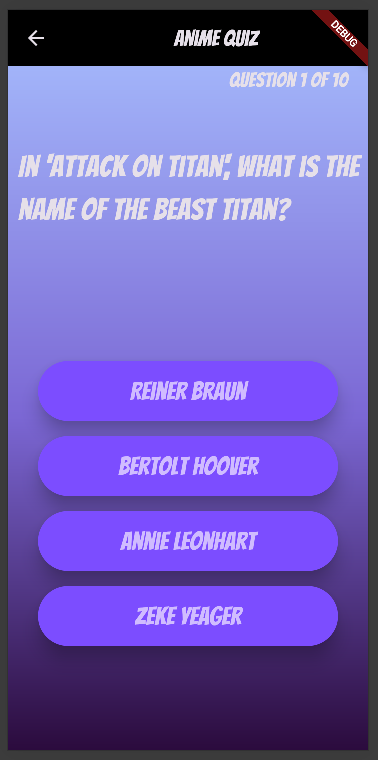 ANIME QUIZ
DEBUG
QUESTION 1 OF 10
IN 'ATTACK ON TITAN', WHAT IS THE
NAME OF THE BEAST TITAN?
REINER BRAUN
BERTOLT HOOVER
ANNIE LEONHART
ZEKE YEAGER